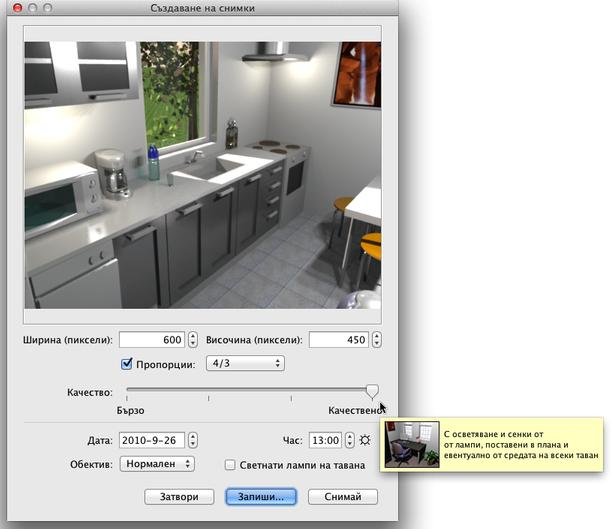 Създаване на снимки
Ширина (пиксели): 600 Височина (пиксели): 450
Пропорции: 4/3
Качество:
Бързо Качествено
С осветяване и сенки от
от лампи, поставени в плана и
евентуално от средата на всеки таван
Дата: 2010-9-26 Час: 13:00
Обектив: Нормален Светнати лампи на тавана
Затвори Запиши... Снимай